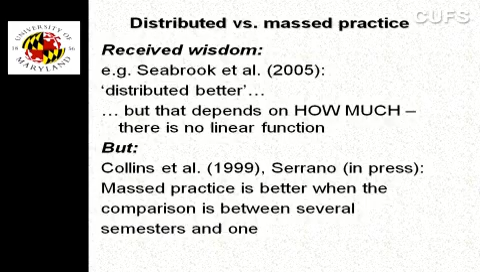 Distributed vs. massed practice
CUFS
UNIVERSITY OF
18 56
MARYLAND
Received wisdom:
e.g. Seabrook et al. (2005):
‘distributed better’…
… but that depends on HOW MUCH –
there is no linear function
But:
Collins et al. (1999), Serrano (in press):
Massed practice is better when the
comparison is between several
semesters and one